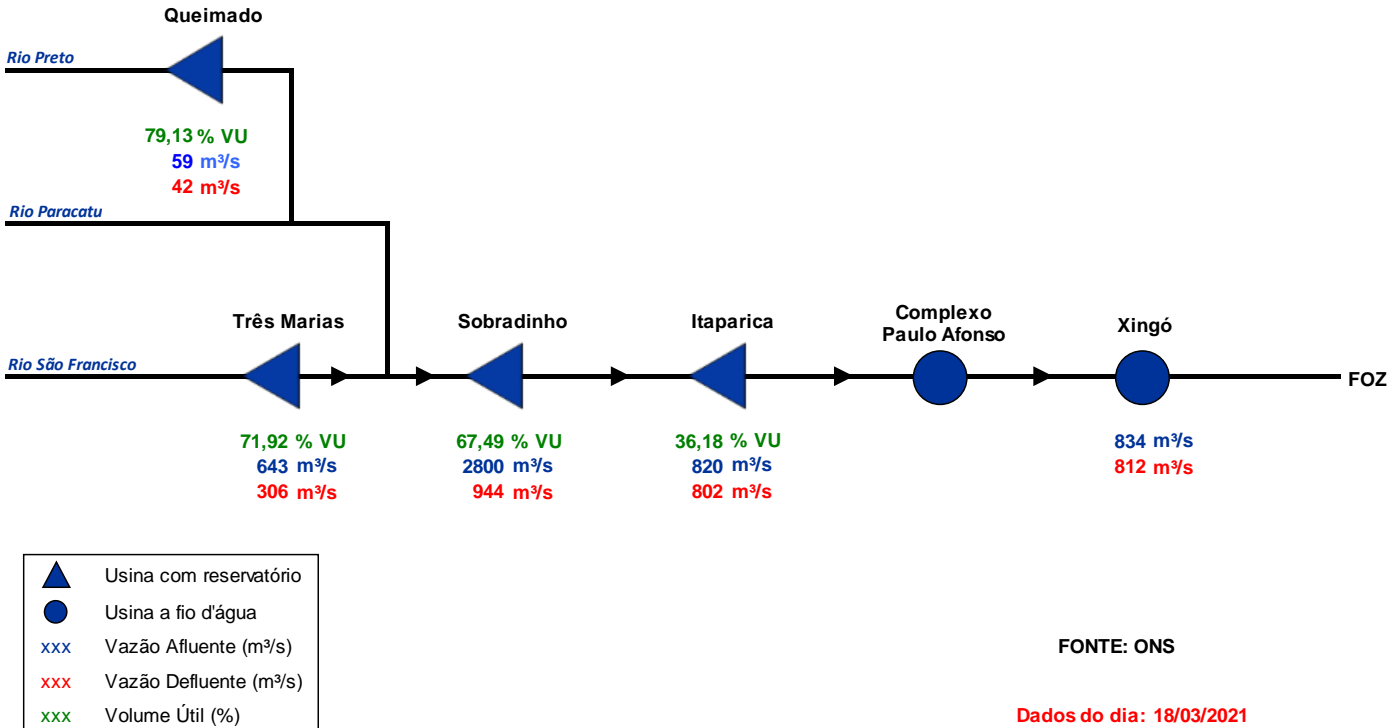 Queimado
Rio Preto
79,13 % VU
59 m³/s
42 m³/s
Rio Paracatu
Três Marias
Sobradinho
Itaparica
Complexo
Paulo Afonso
Xingó
Rio São Francisco
FOZ
71,92 % VU
643 m³/s
306 m³/s
67,49 % VU
2800 m³/s
944 m³/s
36,18 % VU
820 m³/s
802 m³/s
834 m³/s
812 m³/s
Usina com reservatório
Usina a fio d'água
xxx Vazão Afluente (m³/s)
xxx Vazão Defluente (m³/s)
xxx Volume Útil (%)
FONTE: ONS
Dados do dia: 18/03/2021